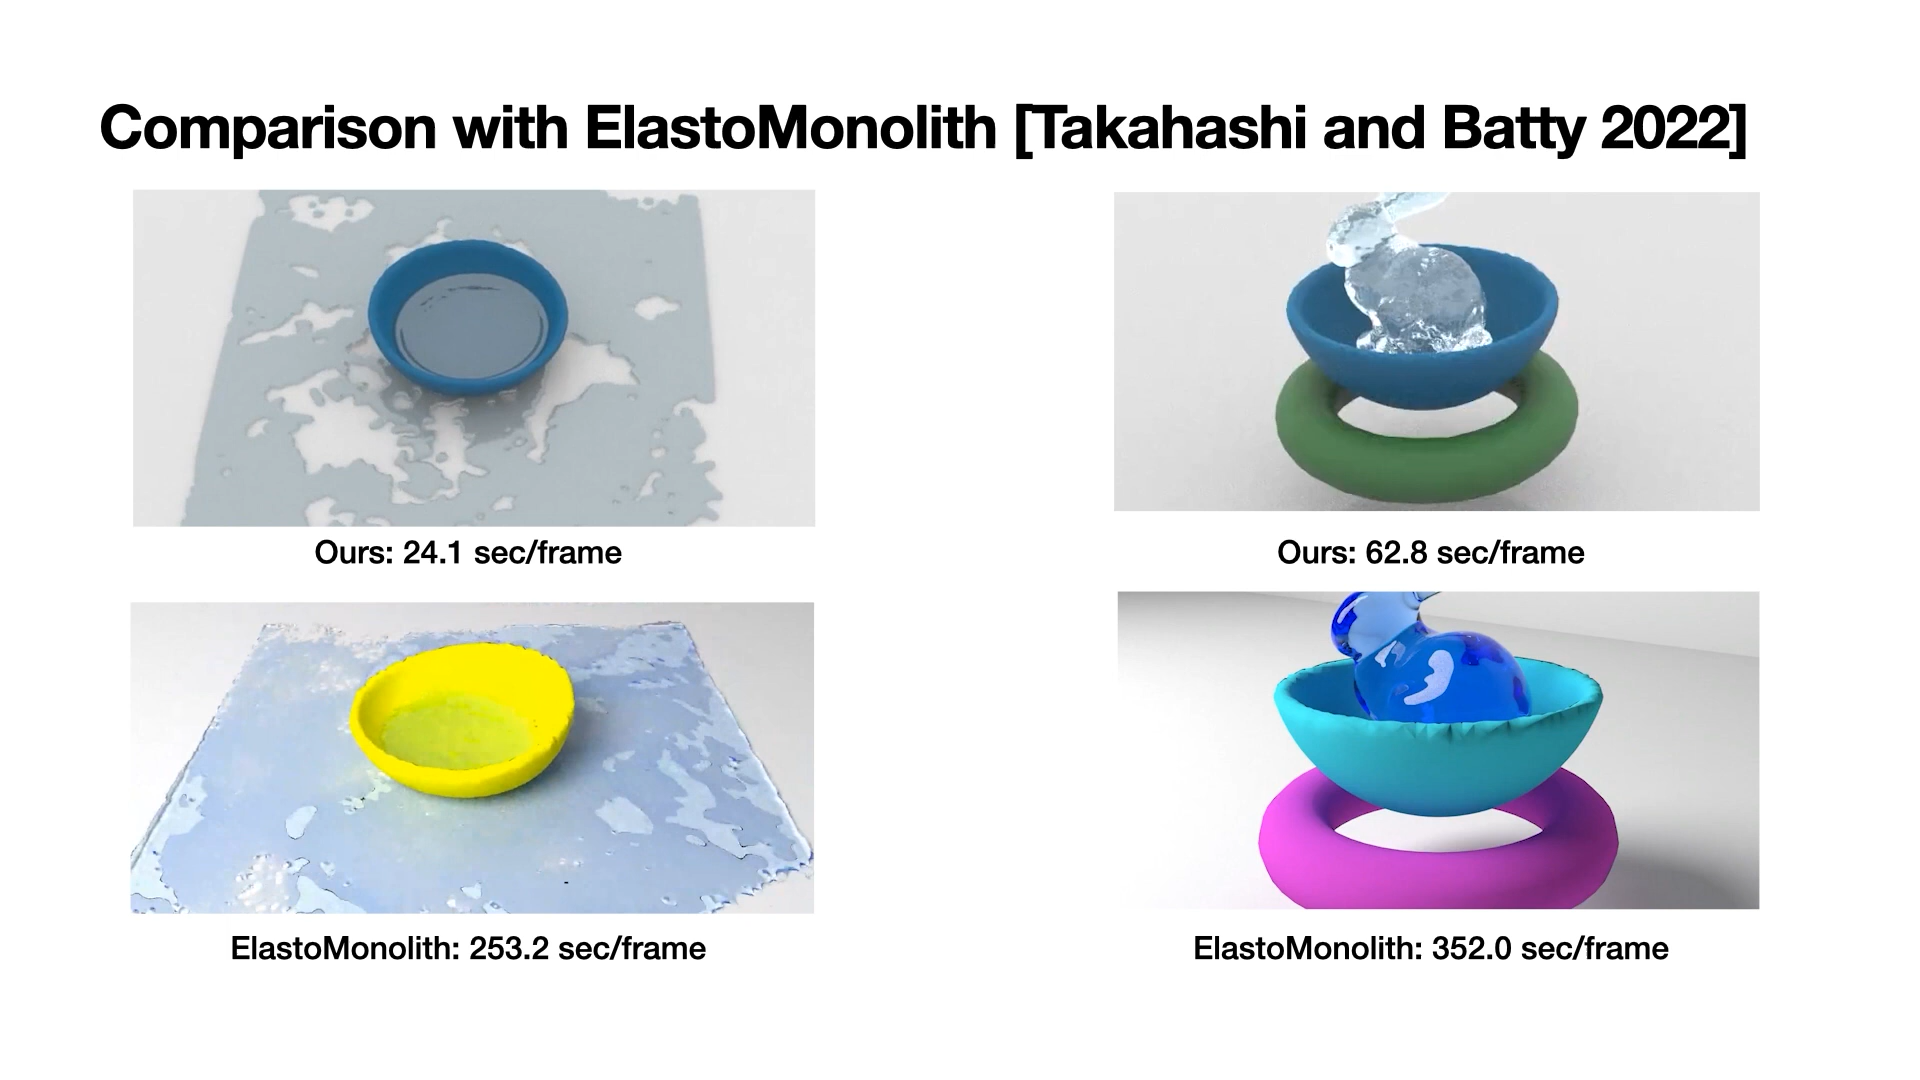 Comparison with ElastoMonolith [Takahashi and Batty 2022]
Ours: 24.1 sec/frame
Ours: 62.8 sec/frame
ElastoMonolith: 253.2 sec/frame
ElastoMonolith: 352.0 sec/frame